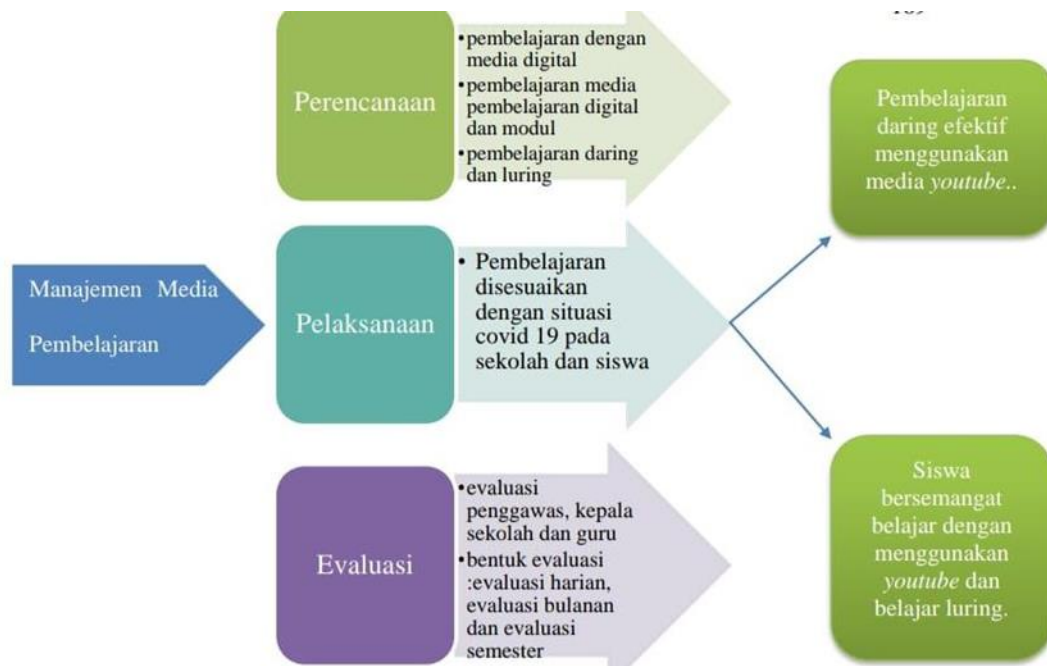 Perencanaan
•pembelajaran dengan
media digital
•pembelajaran media
pembelajaran digital
dan modul
•pembelajaran daring
dan luring
Pembelajaran
daring efektif
menggunakan
media youtube..
Manajemen Media
Pembelajaran
Pelaksanaan
• Pembelajaran
disesuaikan
dengan situasi
covid 19 pada
sekolah dan siswa
Evaluasi
•evaluasi
penggawas, kepala
sekolah dan guru
•bentuk evaluasi
:evaluasi harian,
evaluasi bulanan
dan evaluasi
semester
Siswa
bersemangat
belajar dengan
menggunakan
youtube dan
belajar luring.